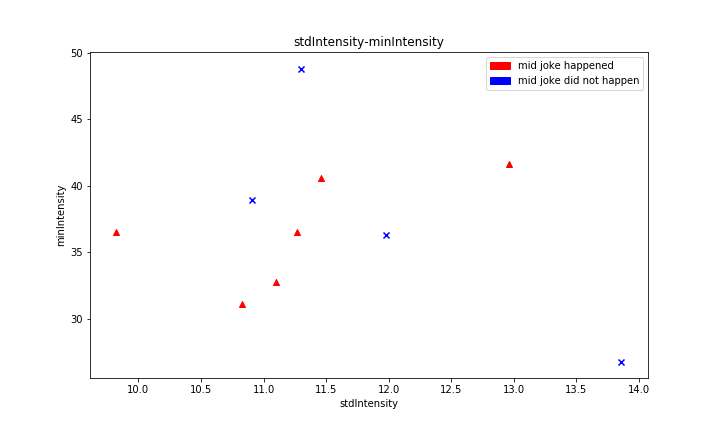 stdIntensity-minIntensity
mid joke happened
mid joke did not happen
50
45
40
35
30
minIntensity
10.0 10.5 11.0 11.5 12.0 12.5 13.0 13.5 14.0
stdIntensity